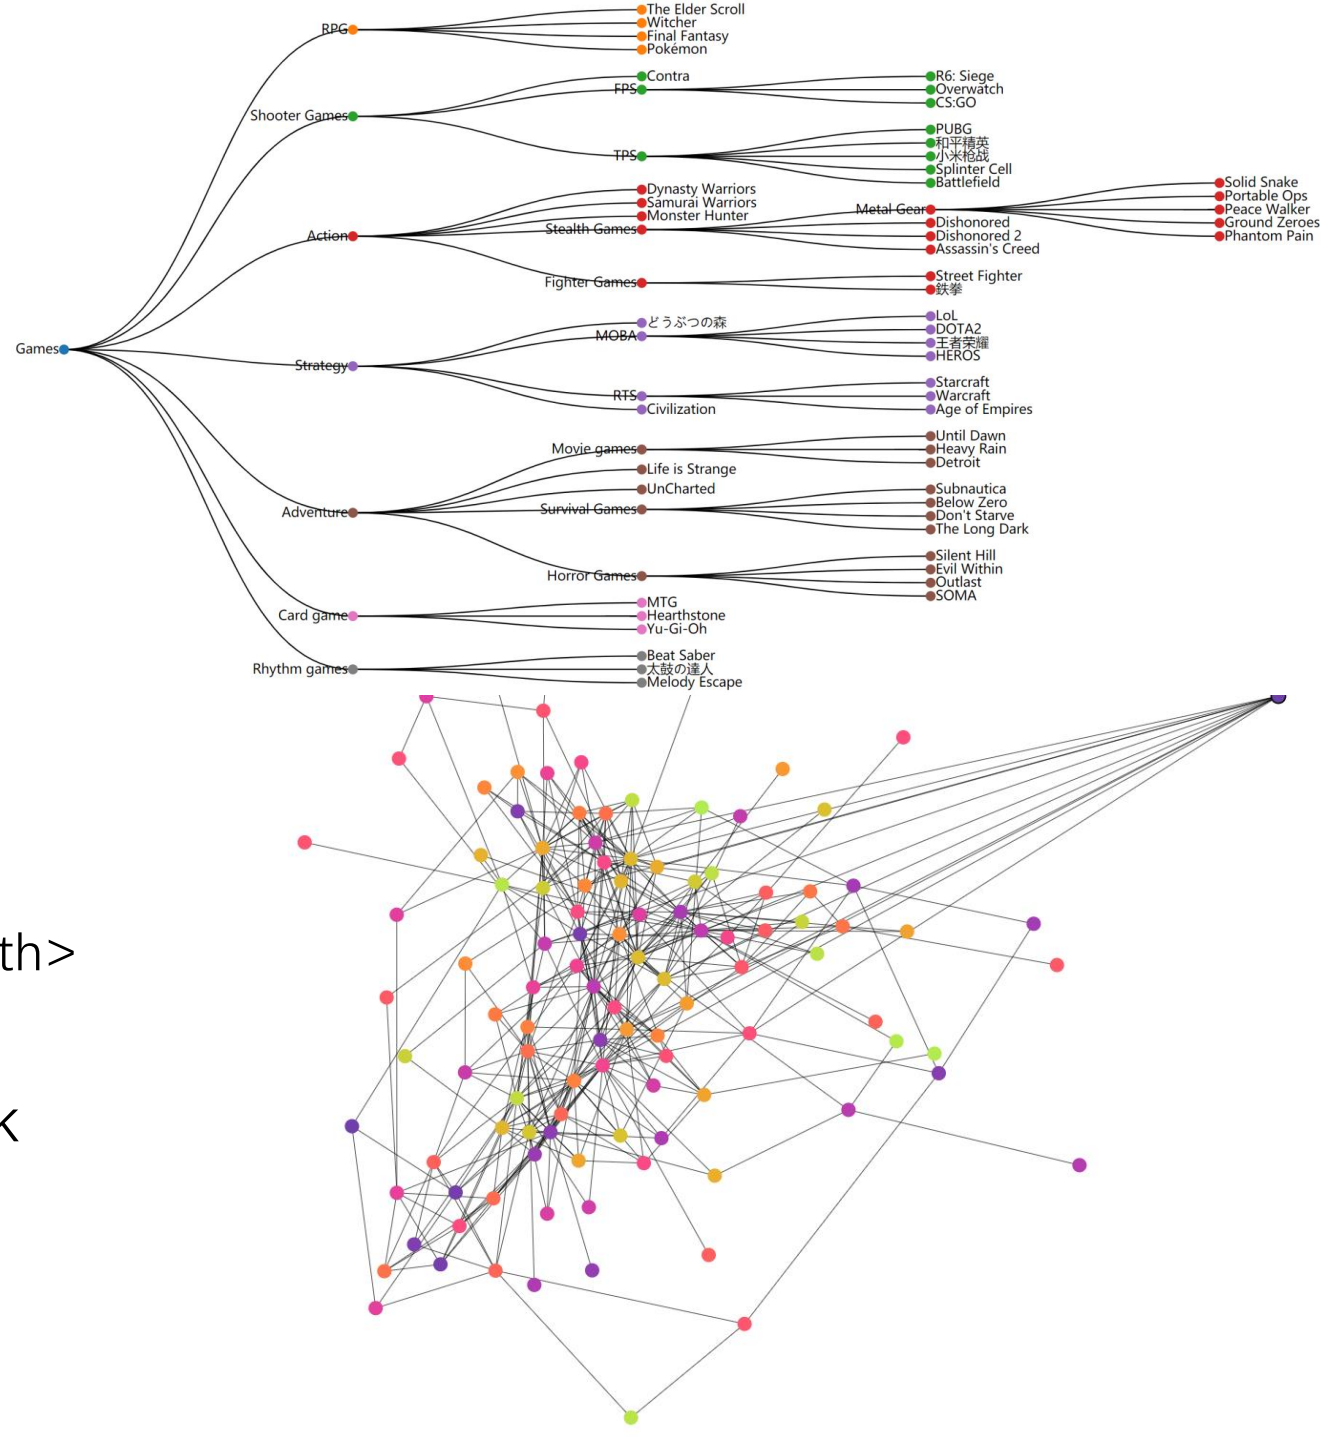 Games
RPG
The Elder Scroll
Witcher
Final Fantasy
Pokémon
Shooter Games
Contra
FPS
R6: Siege
Overwatch
CS:GO
TPS
PUBG
和平精英
小米枪战
Splinter Cell
Battlefield
Action
Dynasty Warriors
Samurai Warriors
Monster Hunter
Stealth Games
Metal Gear
Solid Snake
Portable Ops
Peace Walker
Ground Zeroes
Phantom Pain
Dishonored
Dishonored 2
Assassin's Creed
Fighter Games
Street Fighter
鉄拳
Strategy
どうぶつの森
MOBA
LoL
DOTA2
王者荣耀
HEROS
RTS
Starcraft
Warcraft
Age of Empires
Civilization
Adventure
Movie games
Until Dawn
Heavy Rain
Detroit
Life is Strange
UnCharted
Survival Games
Subnautica
Below Zero
Don't Starve
The Long Dark
Horror Games
Silent Hill
Evil Within
Outlast
SOMA
Card game
MTG
Hearthstone
Yu-Gi-Oh
Rhythm games
Beat Saber
太鼓の達人
Melody Escape
th>
k